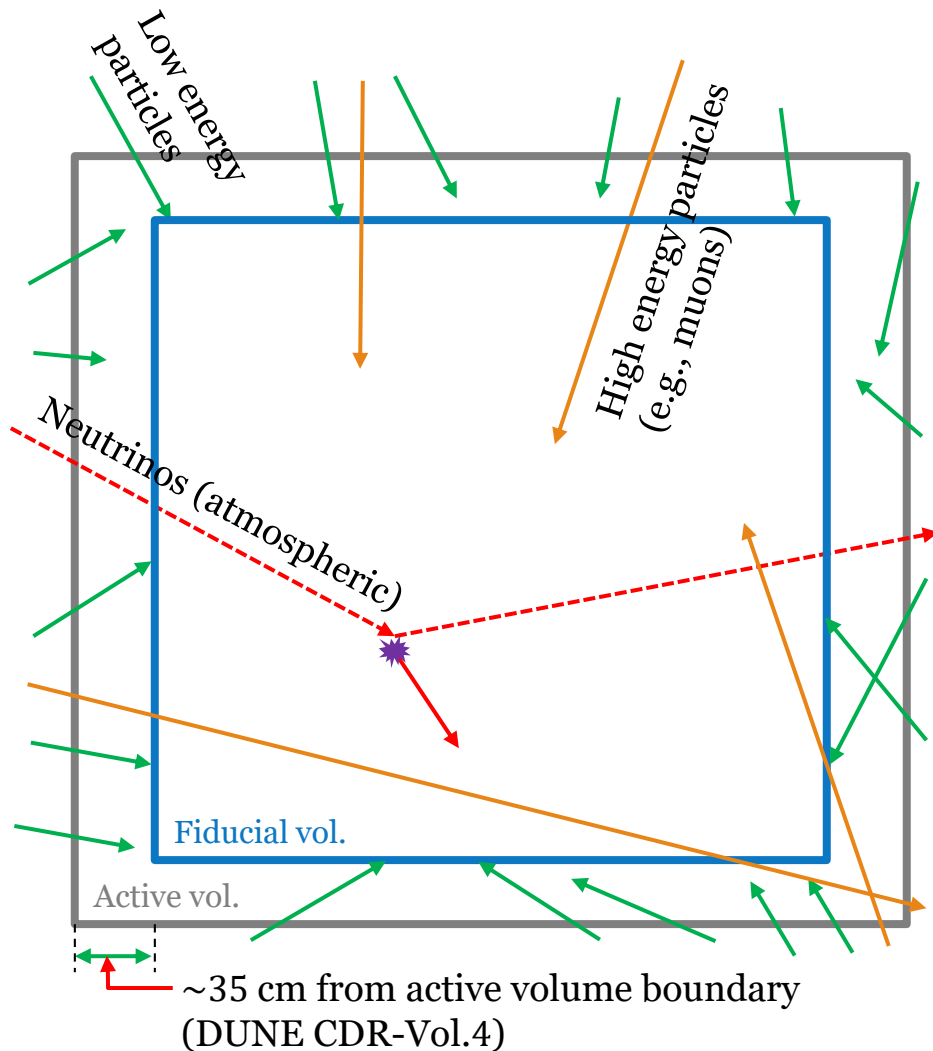 Low energy
particles
High energy particles
(e.g., muons)
Neutrinos (atmospheric)
Fiducial vol.
Active vol.
~35 cm from active volume boundary
(DUNE CDR-Vol.4)